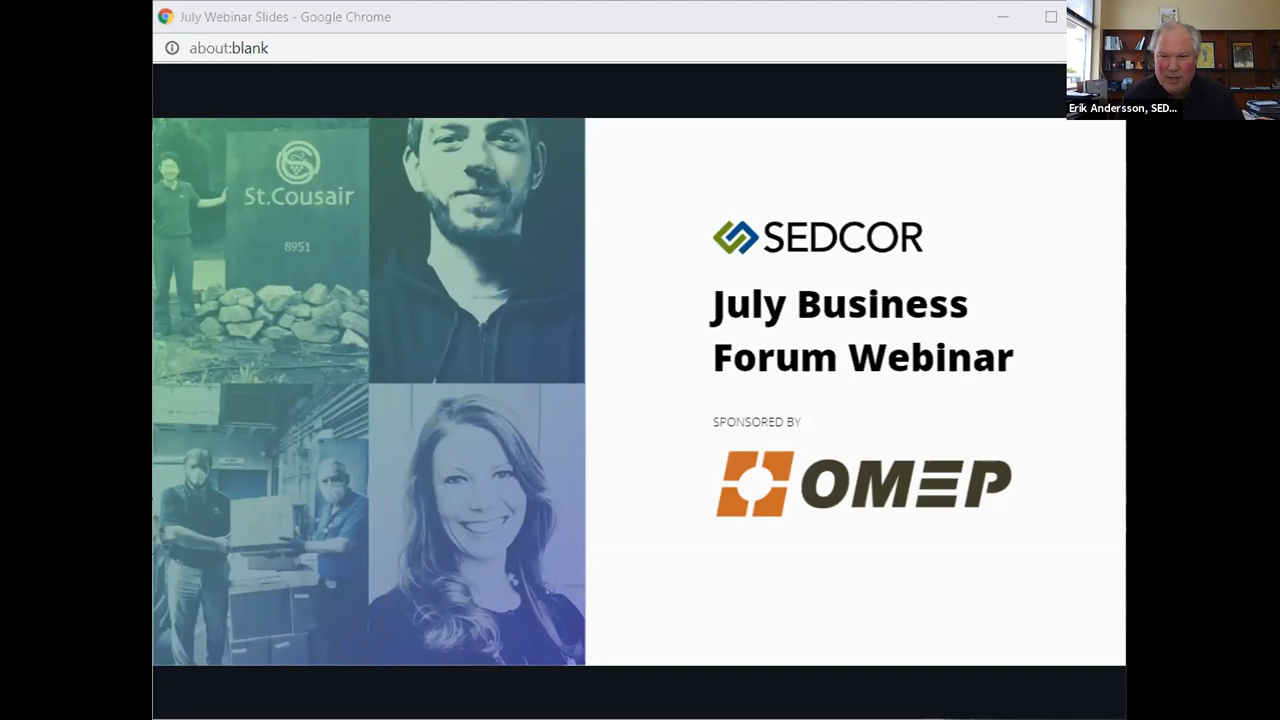 July Webinar Slides - Google Chrome
about:blank
Erik Andersson, SED...
St.Cousair
8951
SEDCOR
July Business
Forum Webinar
SPONSORED BY
OMEP